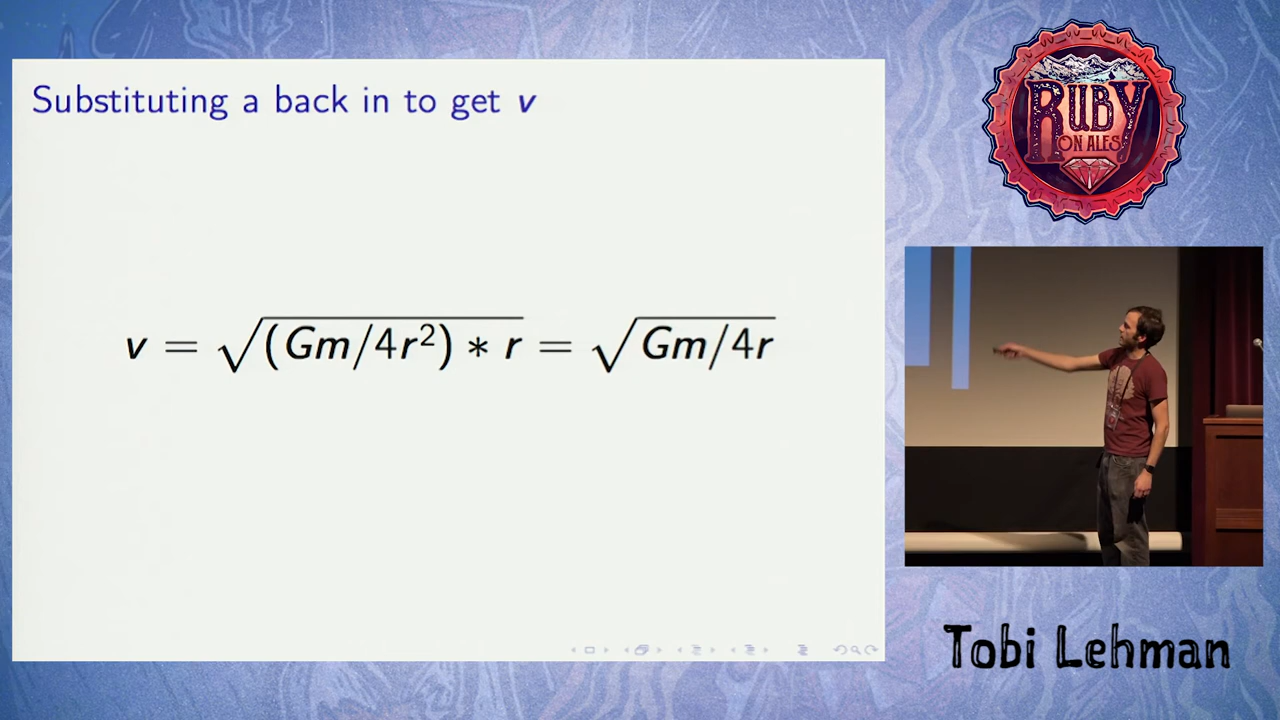 Substituting a back in to get v
v = √(Gm/4r²) * r = √Gm/4r
RUBY
ON ALES
Tobi Lehman